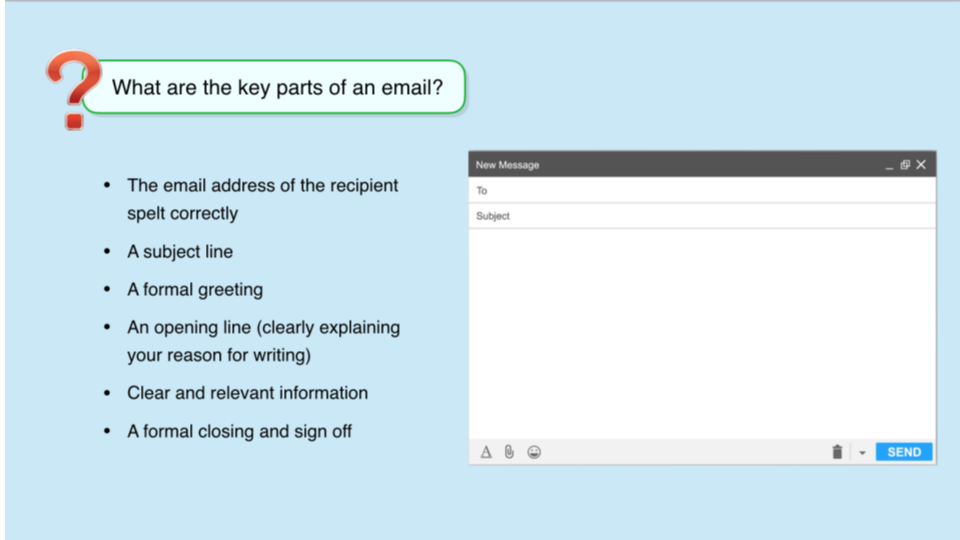 What are the key parts of an email?
• The email address of the recipient
spelt correctly
• A subject line
• A formal greeting
• An opening line (clearly explaining
your reason for writing)
• Clear and relevant information
• A formal closing and sign off
New Message
To
Subject
SEND